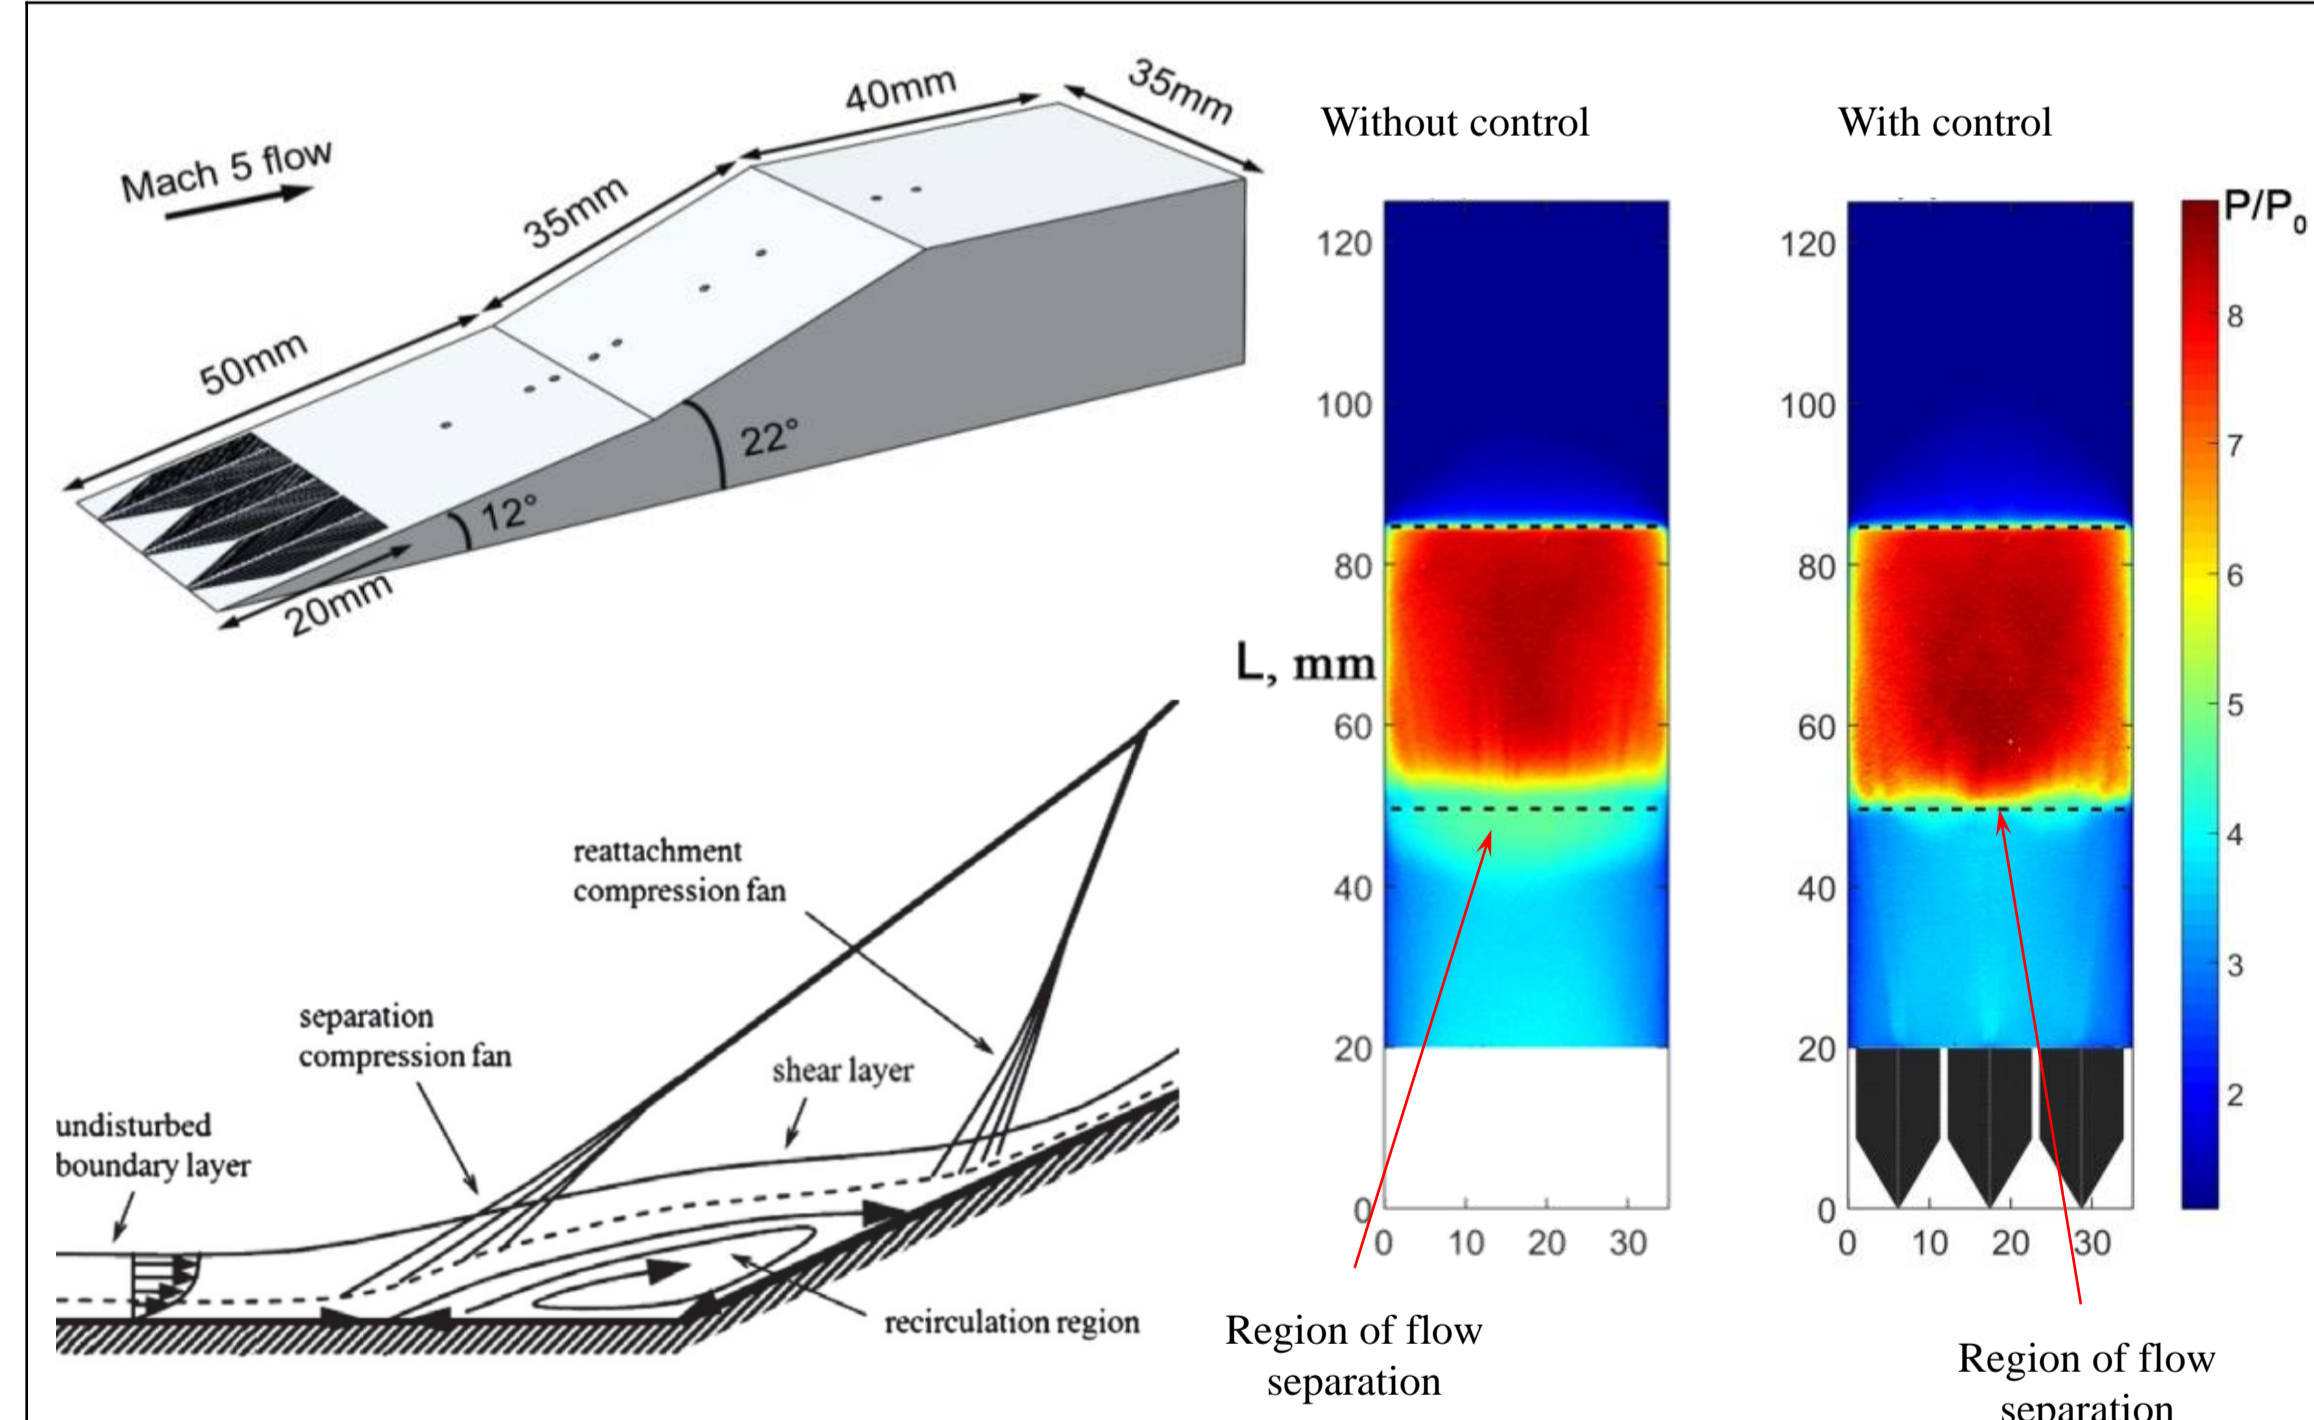 Mach 5 flow
50mm
35mm
40mm
35mm
20mm
12°
22°
Without control
With control
P/P0
120
100
80
60
40
20
0
0 10 20 30
L, mm
120
100
80
60
40
20
0
0 10 20 30
8
7
6
5
4
3
2
reattachment
compression fan
separation
compression fan
shear layer
undisturbed
boundary layer
recirculation region
Region of flow
separation
Region of flow
separation